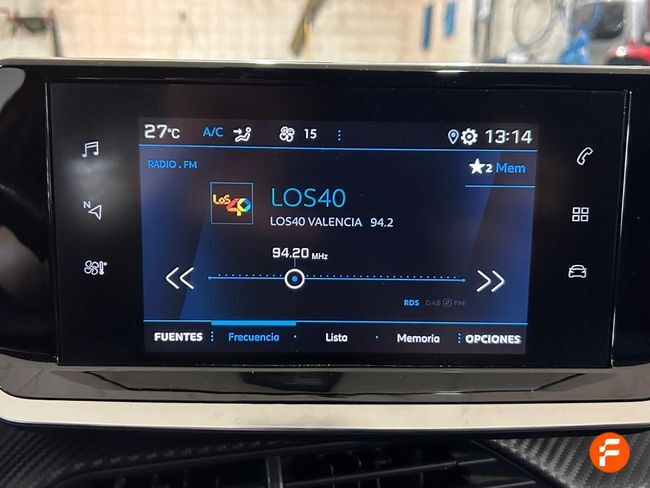 27°C A/C 15 13:14
RADIO . FM
2 Mem
LOS40
LOS40
LOS40 VALENCIA 94.2
94.20 MHz
N
RDS DAB FM
FUENTES Frecuencia Lista Memoria OPCIONES